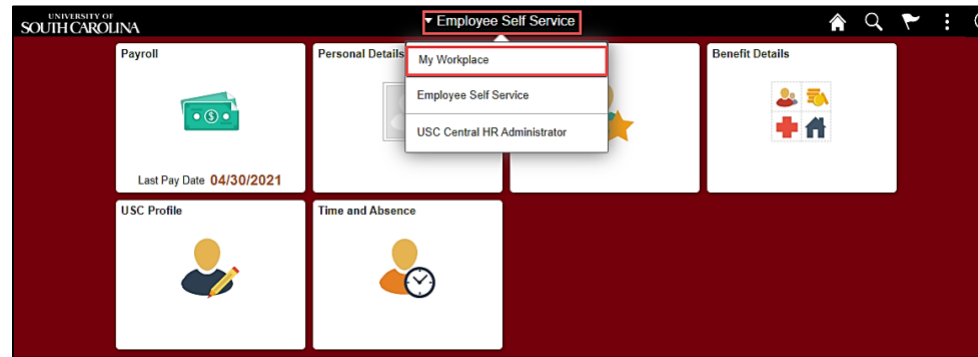 UNIVERSITY OF
SOUTH CAROLINA
Employee Self Service
Payroll
Personal Details
My Workplace
Employee Self Service
USC Central HR Administrator
Benefit Details
Last Pay Date 04/30/2021
USC Profile
Time and Absence